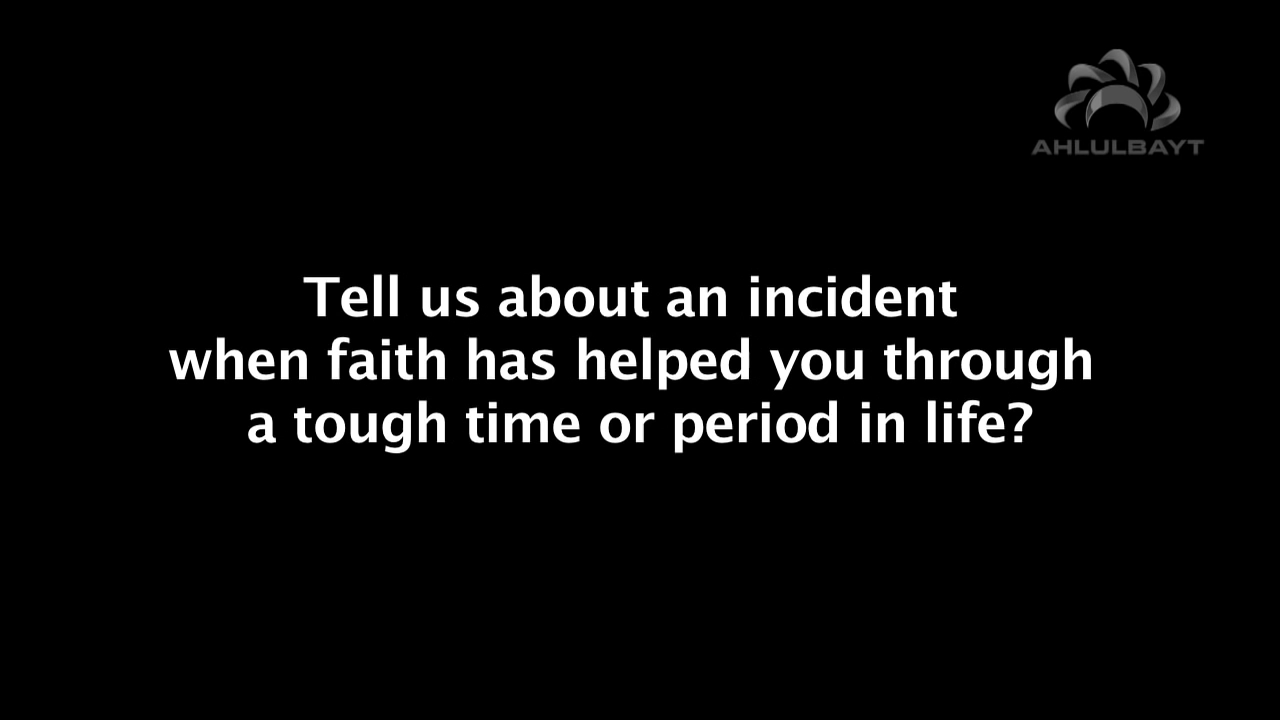 AHLULBAYT
Tell us about an incident
when faith has helped you through
a tough time or period in life?